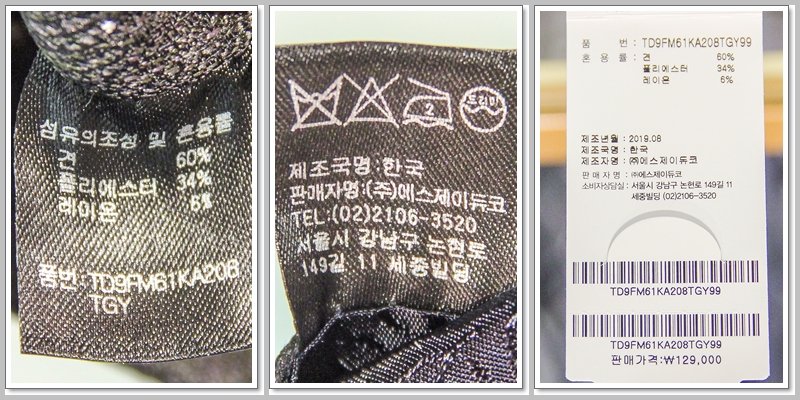 섬유의조성 및 혼용률
견 60%
폴리에스터 34%
레이온 6%
품번:TD9FM61KA208
TGY
2
드라이
제조국명:한국
판매자명:(주)에스제이듀코
TEL:(02)2106-3520
서울시 강남구 논현로
149길 11 세종빌딩
품 번 : TD9FM61KA208TGY99
혼 용 률 : 견 60%
폴리에스터 34%
레이온 6%
제조년월 : 2019.08
제조국명 : 한국
제조자명 : ㈜에스제이듀코
판 매 자 명 : ㈜에스제이듀코
소비자상담실 : 서울시 강남구 논현로 149길 11
세종빌딩 (02)2106-3520
TD9FM61KA208TGY99
TD9FM61KA208TGY99
판매가격:₩129,000